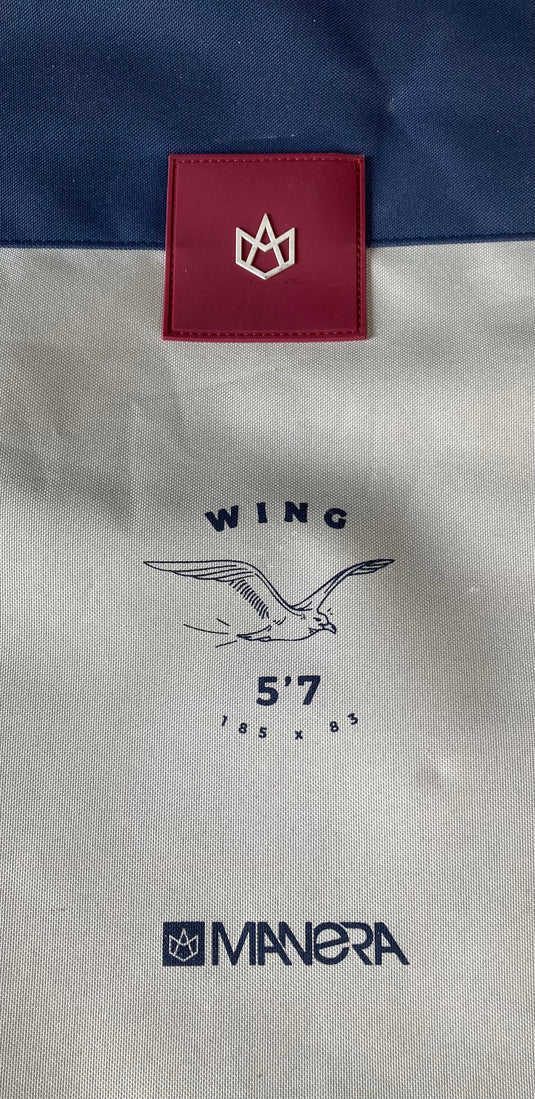 WING
5'7
185 x 83
MANERA